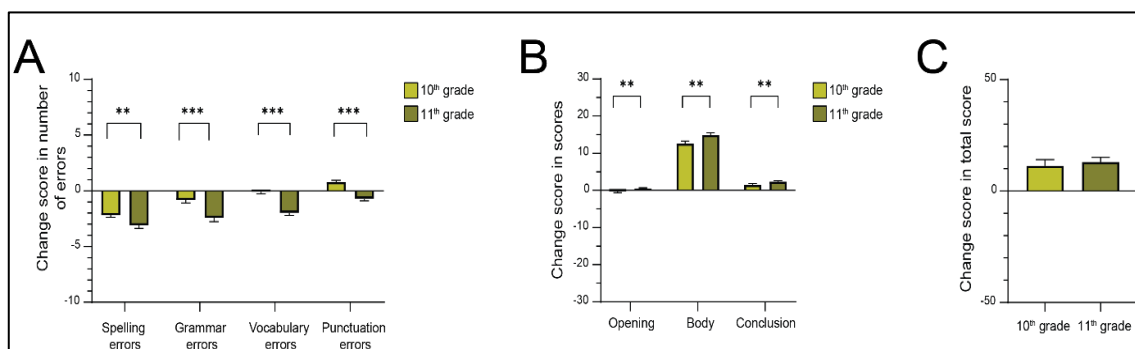 A
Change score in number
of errors
10
5
0
-5
-10
** *** *** ***
10th grade
11th grade
Spelling
errors
Grammar
errors
Vocabulary
errors
Punctuation
errors
B
Change score in scores
30
20
10
0
-10
-20
-30
** ** **
10th grade
11th grade
Opening
Body
Conclusion
C
Change score in total score
50
0
-50
10th grade
11th grade